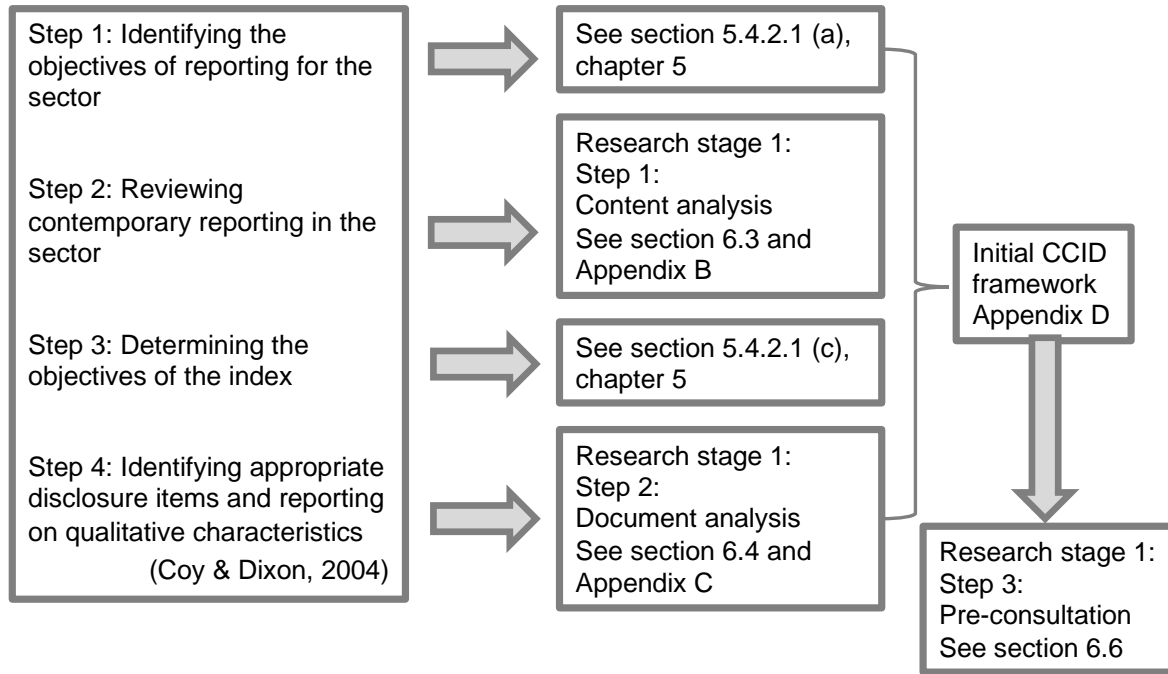 Step 1: Identifying the
objectives of reporting for the
sector
Step 2: Reviewing
contemporary reporting in the
sector
Step 3: Determining the
objectives of the index
Step 4: Identifying appropriate
disclosure items and reporting
on qualitative characteristics
(Coy & Dixon, 2004)
See section 5.4.2.1 (a),
chapter 5
Research stage 1:
Step 1:
Content analysis
See section 6.3 and
Appendix B
See section 5.4.2.1 (c),
chapter 5
Research stage 1:
Step 2:
Document analysis
See section 6.4 and
Appendix C
Initial CCID
framework
Appendix D
Research stage 1:
Step 3:
Pre-consultation
See section 6.6